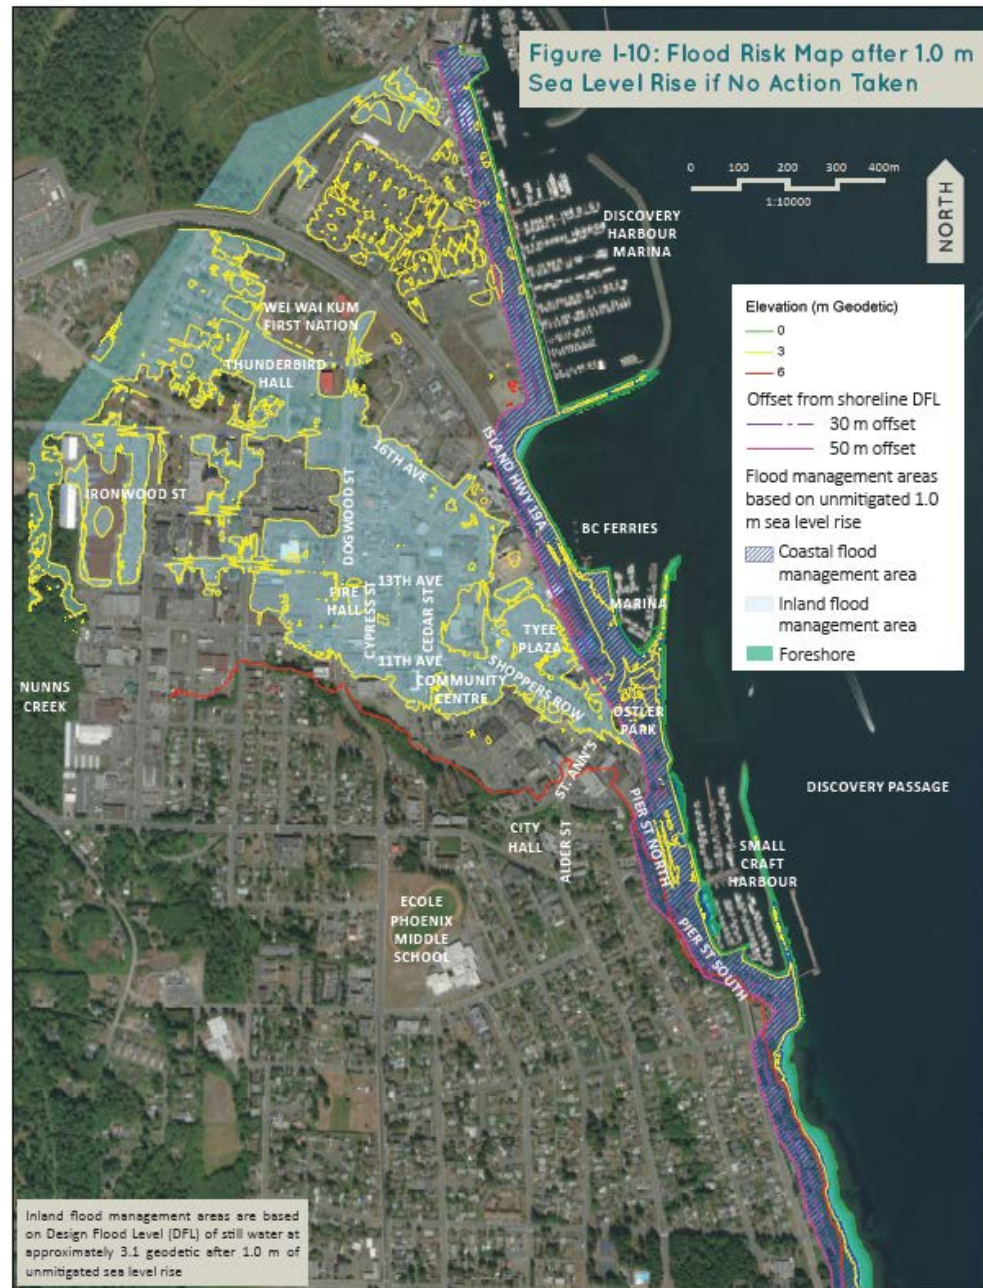 Figure I-10: Flood Risk Map after 1.0 m
Sea Level Rise if No Action Taken
0 100 200 300 400m
1:10000
NORTH
DISCOVERY
HARBOUR
MARINA
Elevation (m Geodetic)
0
3
6
Offset from shoreline DFL
30 m offset
50 m offset
Flood management areas
based on unmitigated 1.0
m sea level rise
Coastal flood
management area
Inland flood
management area
Foreshore
WEI WAI KUM
FIRST NATION
THUNDERBIRD
HALL
16TH AVE
ISLAND HWY 19A
IRONWOOD ST
DOGWOOD ST
BC FERRIES
13TH AVE
FIRE
HALL
CYPRESS ST
CEDAR ST
MARINA
TYEE
PLAZA
11TH AVE
COMMUNITY
CENTRE
SHOPPERS ROW
NUNNS
CREEK
OSTLER
PARK
ST. ANN'S
DISCOVERY PASSAGE
PIER ST NORTH
CITY
HALL
ALDER ST
SMALL
CRAFT
HARBOUR
ECOLE
PHOENIX
MIDDLE
SCHOOL
PIER ST SOUTH
Inland flood management areas are based
on Design Flood Level (DFL) of still water at
approximately 3.1 geodetic after 1.0 m of
unmitigated sea level rise